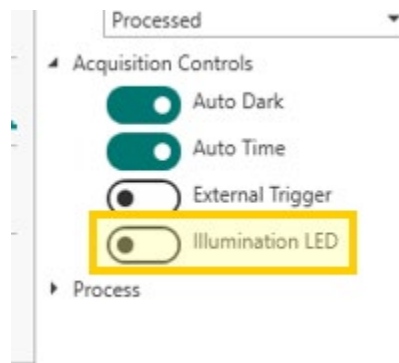 Processed
Acquisition Controls
Auto Dark
Auto Time
External Trigger
Illumination LED
Process